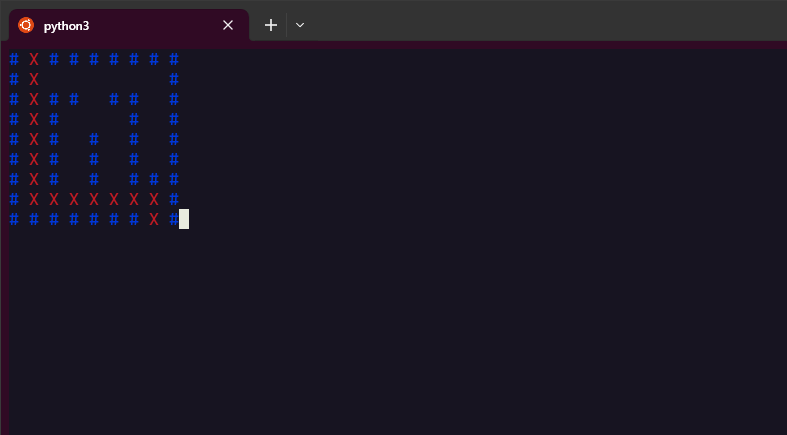 python3
# X # # # # # # #
# X             #
# X # #   # #   #
# X #       #   #
# X #   #   #   #
# X #   #   #   #
# X #   #   # # #
# X X X X X X X #
# # # # # # # X #